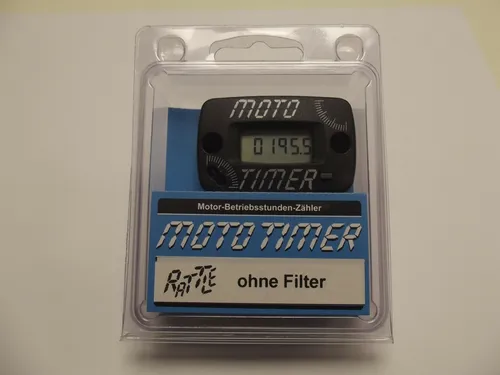 MOTO
0195.5
TIMER
Motor-Betriebsstunden-Zähler
MOTO TIMER
RATTLE ohne Filter